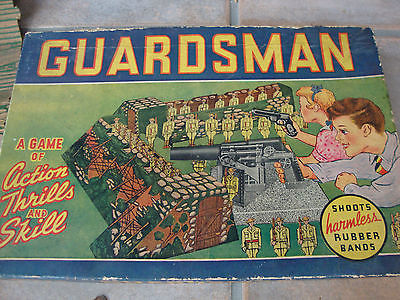 GUARDSMAN
A GAME
OF
Action
Thrills
AND
Skill
SHOOTS
harmless
RUBBER
BANDS